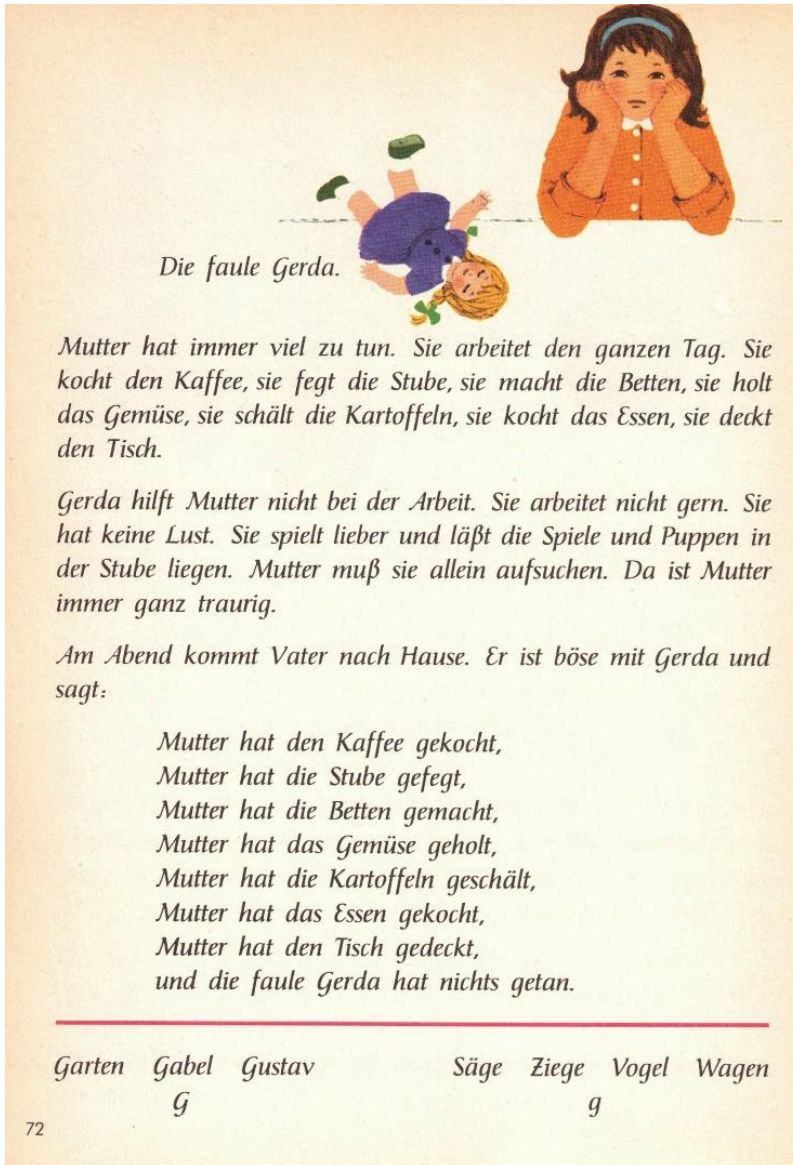 Die faule Gerda.
Mutter hat immer viel zu tun. Sie arbeitet den ganzen Tag. Sie
kocht den Kaffee, sie fegt die Stube, sie macht die Betten, sie holt
das Gemüse, sie schält die Kartoffeln, sie kocht das Essen, sie deckt
den Tisch.
Gerda hilft Mutter nicht bei der Arbeit. Sie arbeitet nicht gern. Sie
hat keine Lust. Sie spielt lieber und läßt die Spiele und Puppen in
der Stube liegen. Mutter muß sie allein aufsuchen. Da ist Mutter
immer ganz traurig.
Am Abend kommt Vater nach Hause. Er ist böse mit Gerda und
sagt:
Mutter hat den Kaffee gekocht,
Mutter hat die Stube gefegt,
Mutter hat die Betten gemacht,
Mutter hat das Gemüse geholt,
Mutter hat die Kartoffeln geschält,
Mutter hat das Essen gekocht,
Mutter hat den Tisch gedeckt,
und die faule Gerda hat nichts getan.
Garten Gabel Gustav Säge Ziege Vogel Wagen
G g
72